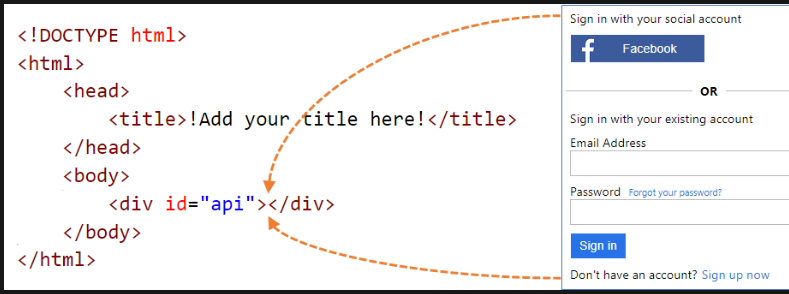 <!DOCTYPE html>
<html>
<head>
<title>!Add your title here!</title>
</head>
<body>
<div id="api"></div>
</body>
</html>
Sign in with your social account
f Facebook
OR
Sign in with your existing account
Email Address
Password Forgot your password?
Sign in
Don't have an account? Sign up now